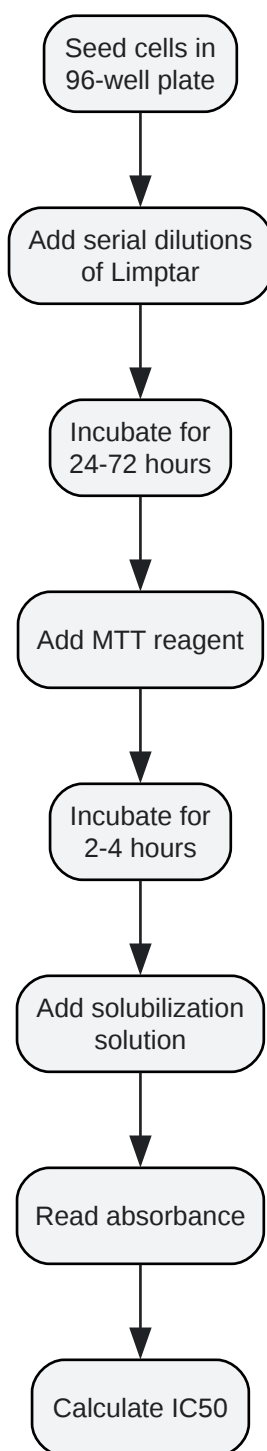 Seed cells in
96-well plate
Add serial dilutions
of Limptar
Incubate for
24-72 hours
Add MTT reagent
Incubate for
2-4 hours
Add solubilization
solution
Read absorbance
Calculate IC50